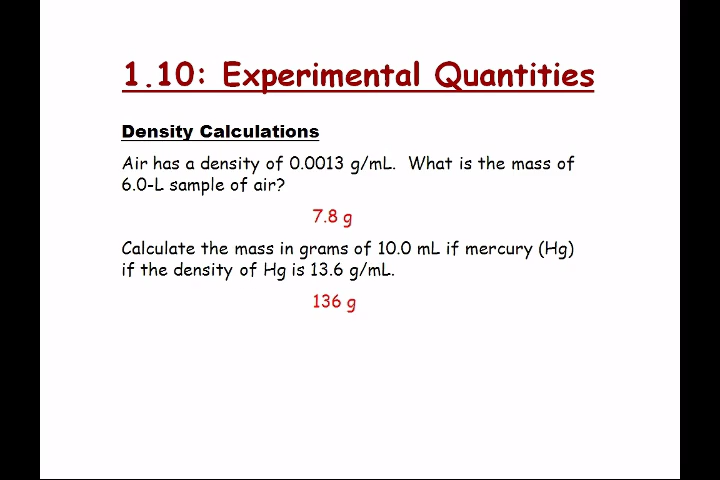 1.10: Experimental Quantities
Density Calculations
Air has a density of 0.0013 g/mL. What is the mass of
6.0-L sample of air?
7.8 g
Calculate the mass in grams of 10.0 mL if mercury (Hg)
if the density of Hg is 13.6 g/mL.
136 g